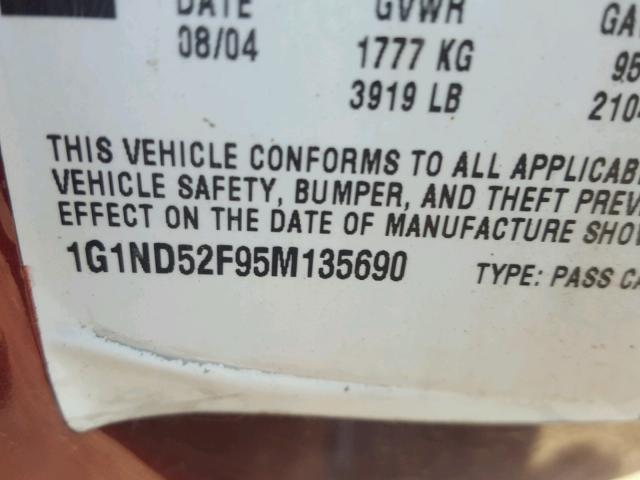 DATE GVWR
08/04 1777 KG
3919 LB
THIS VEHICLE CONFORMS TO ALL
VEHICLE SAFETY, BUMPER, AND THEFT
EFFECT ON THE DATE OF MANUFACTURE
1G1ND52F95M135690 TYPE: PASS